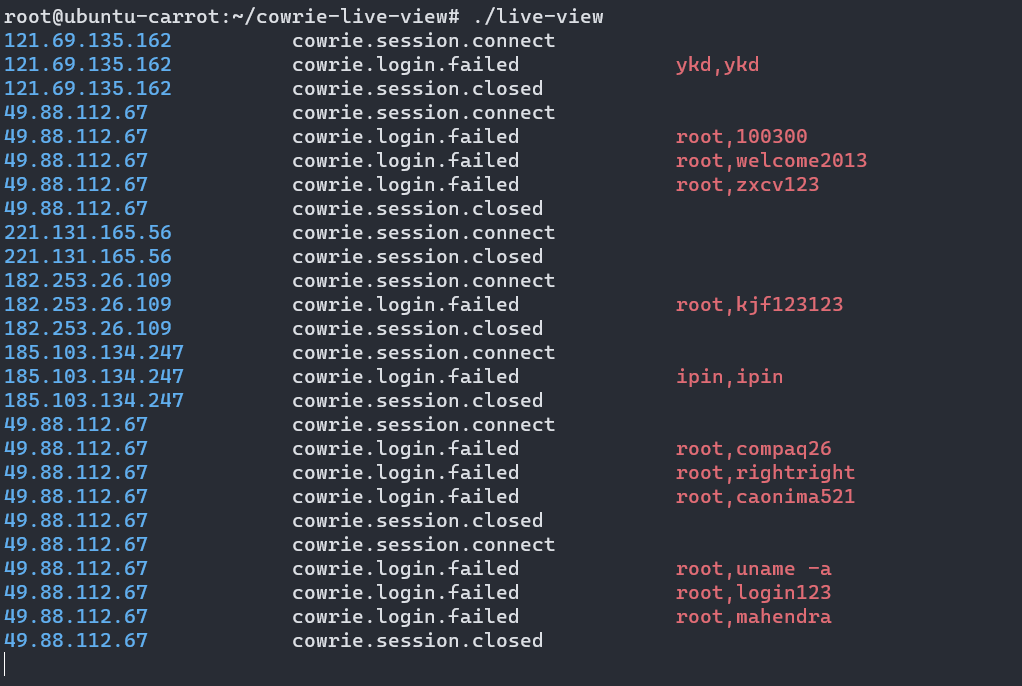 root@ubuntu-carrot:~/cowrie-live-view# ./live-view
121.69.135.162 cowrie.session.connect
121.69.135.162 cowrie.login.failed ykd,ykd
121.69.135.162 cowrie.session.closed
49.88.112.67 cowrie.session.connect
49.88.112.67 cowrie.login.failed root,100300
49.88.112.67 cowrie.login.failed root,welcome2013
49.88.112.67 cowrie.login.failed root,zxcv123
49.88.112.67 cowrie.session.closed
221.131.165.56 cowrie.session.connect
221.131.165.56 cowrie.session.closed
182.253.26.109 cowrie.session.connect
182.253.26.109 cowrie.login.failed root,kjf123123
182.253.26.109 cowrie.session.closed
185.103.134.247 cowrie.session.connect
185.103.134.247 cowrie.login.failed ipin,ipin
185.103.134.247 cowrie.session.closed
49.88.112.67 cowrie.session.connect
49.88.112.67 cowrie.login.failed root,compaq26
49.88.112.67 cowrie.login.failed root,rightright
49.88.112.67 cowrie.login.failed root,caonima521
49.88.112.67 cowrie.session.closed
49.88.112.67 cowrie.session.connect
49.88.112.67 cowrie.login.failed root,uname -a
49.88.112.67 cowrie.login.failed root,login123
49.88.112.67 cowrie.login.failed root,mahendra
49.88.112.67 cowrie.session.closed